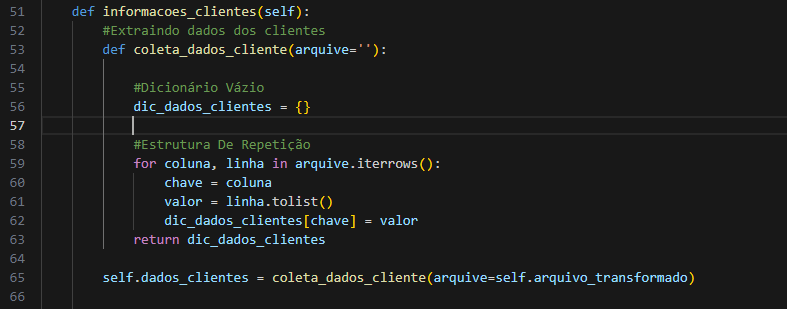 51 def informacoes_clientes(self):
52 #Extraindo dados dos clientes
53 def coleta_dados_cliente(arquive=''):
54
55 #Dicionário Vázio
56 dic_dados_clientes = {}
57
58 #Estrutura De Repetição
59 for coluna, linha in arquive.iterrows():
60 chave = coluna
61 valor = linha.tolist()
62 dic_dados_clientes[chave] = valor
63 return dic_dados_clientes
64
65 self.dados_clientes = coleta_dados_cliente(arquive=self.arquivo_transformado)
66